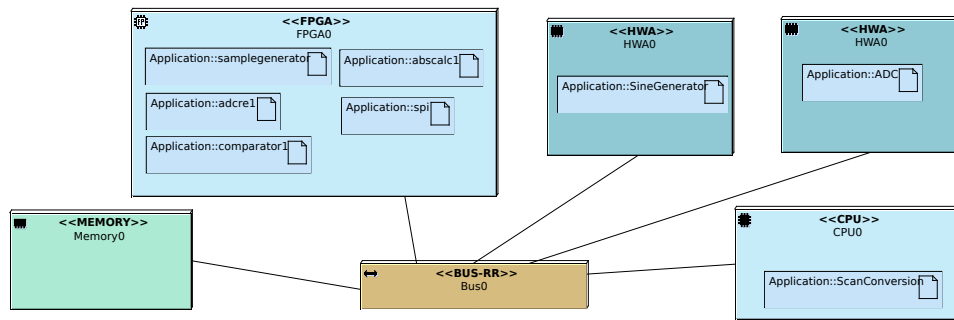 <<FPGA>>
FPGA0
Application::samplegenerator
Application::abscalc1
Application::adcre1
Application::spi
Application::comparator1
<<HWA>>
HWA0
Application::SineGenerator
<<HWA>>
HWA0
Application::ADC
<<MEMORY>>
Memory0
<<BUS-RR>>
Bus0
<<CPU>>
CPU0
Application::ScanConversion